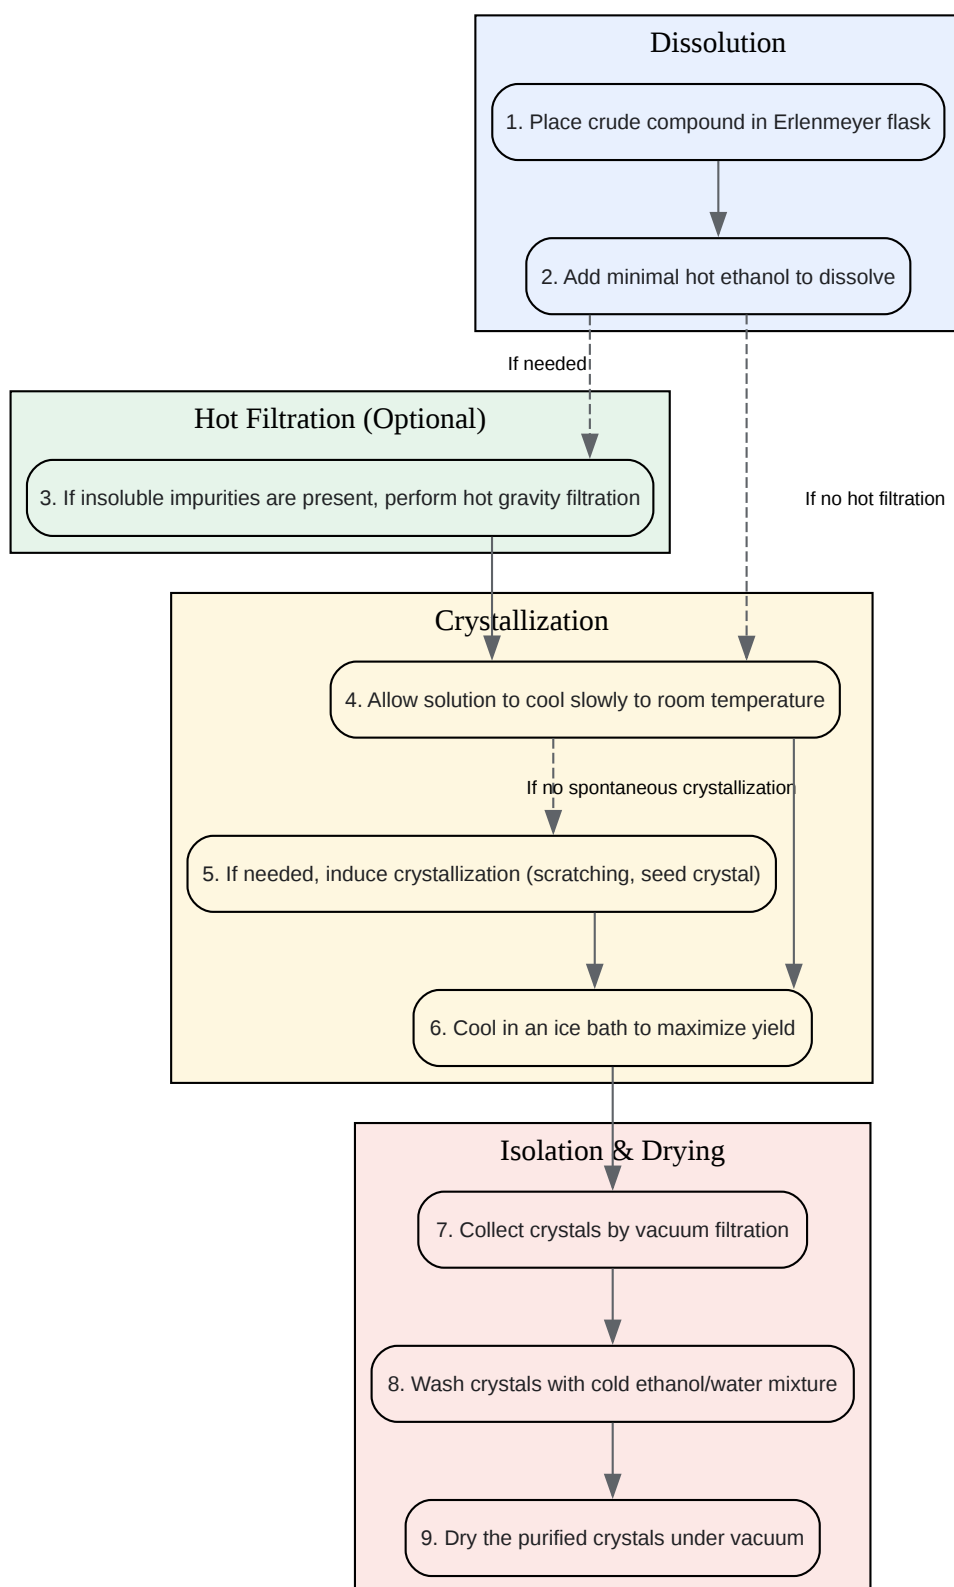 Dissolution
1. Place crude compound in Erlenmeyer flask
2. Add minimal hot ethanol to dissolve
If needed
Hot Filtration (Optional)
3. If insoluble impurities are present, perform hot gravity filtration
If no hot filtration
Crystallization
4. Allow solution to cool slowly to room temperature
If no spontaneous crystallization
5. If needed, induce crystallization (scratching, seed crystal)
6. Cool in an ice bath to maximize yield
Isolation & Drying
7. Collect crystals by vacuum filtration
8. Wash crystals with cold ethanol/water mixture
9. Dry the purified crystals under vacuum